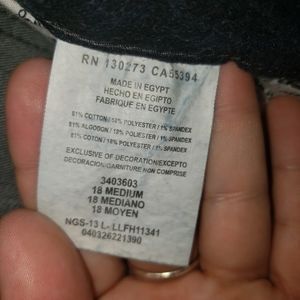 RN 130273 CA55394
MADE IN EGYPT
HECHO EN EGIPTO
FABRIQUE EN EGYPTE
81% COTTON / 18% POLYESTER / 1% SPANDEX
81% ALGODON / 18% POLIESTER / 1% SPANDEX
81% COTON / 18% POLYESTER / 1% SPANDEX
EXCLUSIVE OF DECORATION/EXCEPTO
DECORACION/GARNITURE NON COMPRISE
3403603
18 MEDIUM
18 MEDIANO
18 MOYEN
NGS-13 L- LLFH11341
040326221390